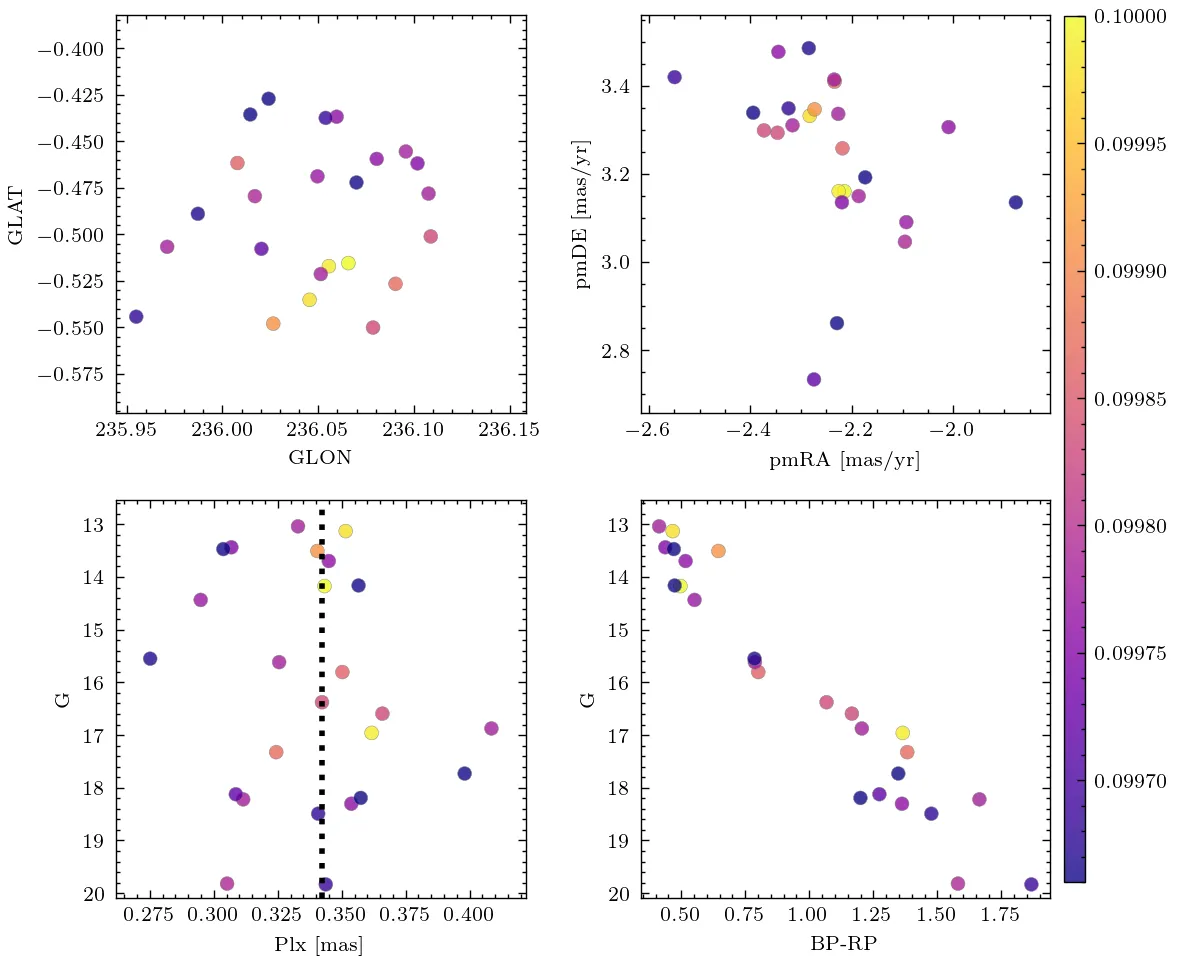 −0.400
−0.425
−0.450
−0.475
−0.500
−0.525
−0.550
−0.575
GLAT
235.95 236.00 236.05 236.10 236.15
GLON
3.4
3.2
3.0
2.8
pmDE [mas/yr]
−2.6 −2.4 −2.2 −2.0
pmRA [mas/yr]
0.10000
0.09995
0.09990
0.09985
0.09980
0.09975
0.09970
13
14
15
16
17
18
19
20
G
0.275 0.300 0.325 0.350 0.375 0.400
Plx [mas]
13
14
15
16
17
18
19
20
G
0.50 0.75 1.00 1.25 1.50 1.75
BP-RP